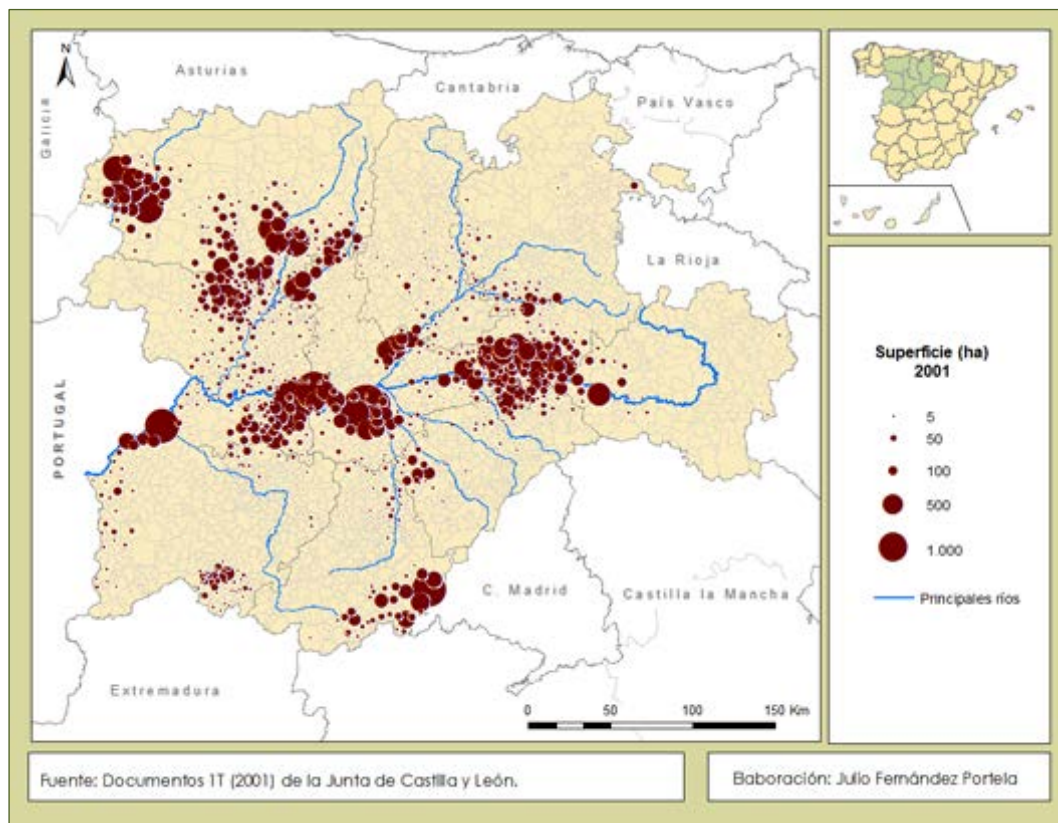 N
Asturias
Cantabria
País Vasco
Galicia
La Rioja
PORTUGAL
C. Madrid
Castilla la Mancha
Extremadura
0 50 100 150 Km
Superficie (ha)
2001
5
50
100
500
1.000
Principales ríos
Fuente: Documentos 1T (2001) de la Junta de Castilla y León.
Elaboración: Julio Fernández Portela